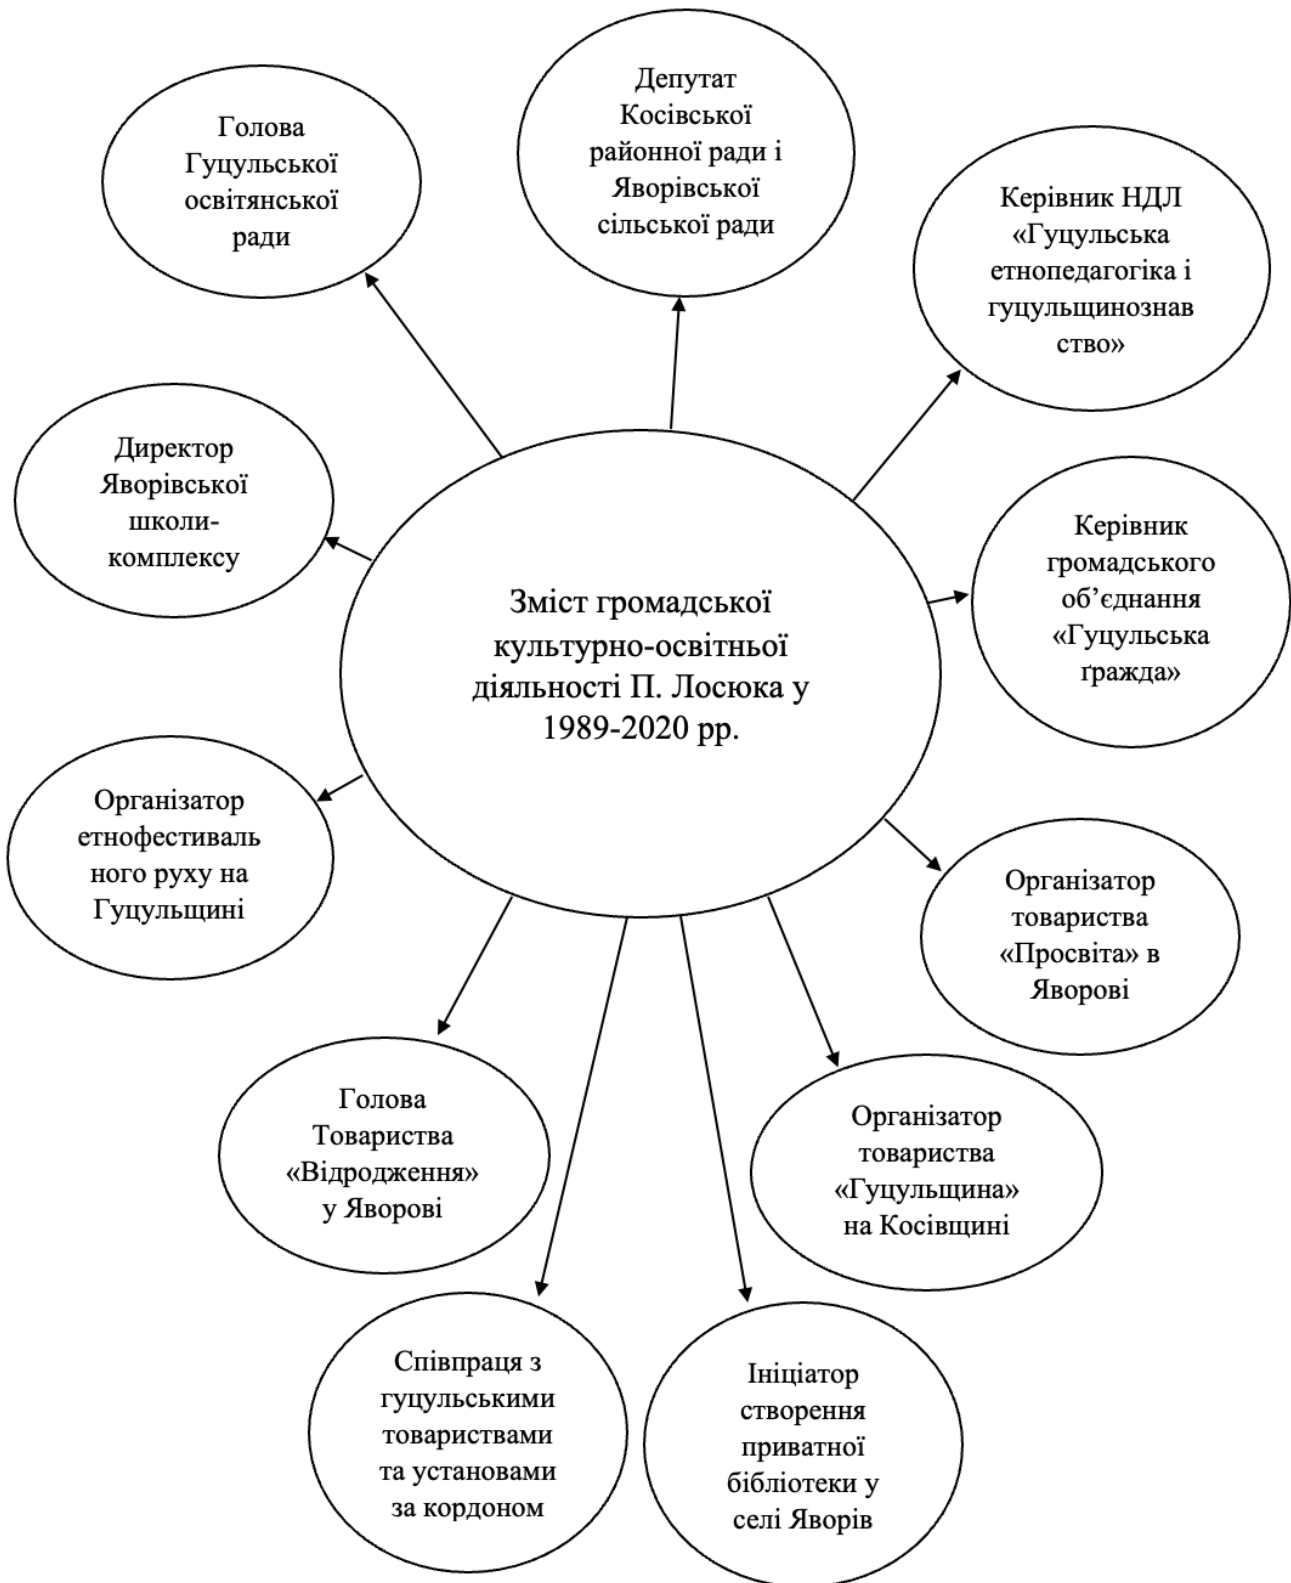 Голова
Гуцульської
освітянської
ради
Депутат
Косівської
районної ради і
Яворівської
сільської ради
Керівник НДЛ
«Гуцульська
етнопедагогіка і
гуцульщинознав
ство»
Директор
Яворівської
школи-
комплексу
Зміст громадської
культурно-освітньої
діяльності П. Лосюка у
1989-2020 рр.
Керівник
громадського
об’єднання
«Гуцульська
ґражда»
Організатор
етнофестиваль
ного руху на
Гуцульщині
Організатор
товариства
«Просвіта» в
Яворові
Голова
Товариства
«Відродження»
у Яворові
Організатор
товариства
«Гуцульщина»
на Косівщині
Співпраця з
гуцульськими
товариствами
та установами
за кордоном
Ініціатор
створення
приватної
бібліотеки у
селі Яворів